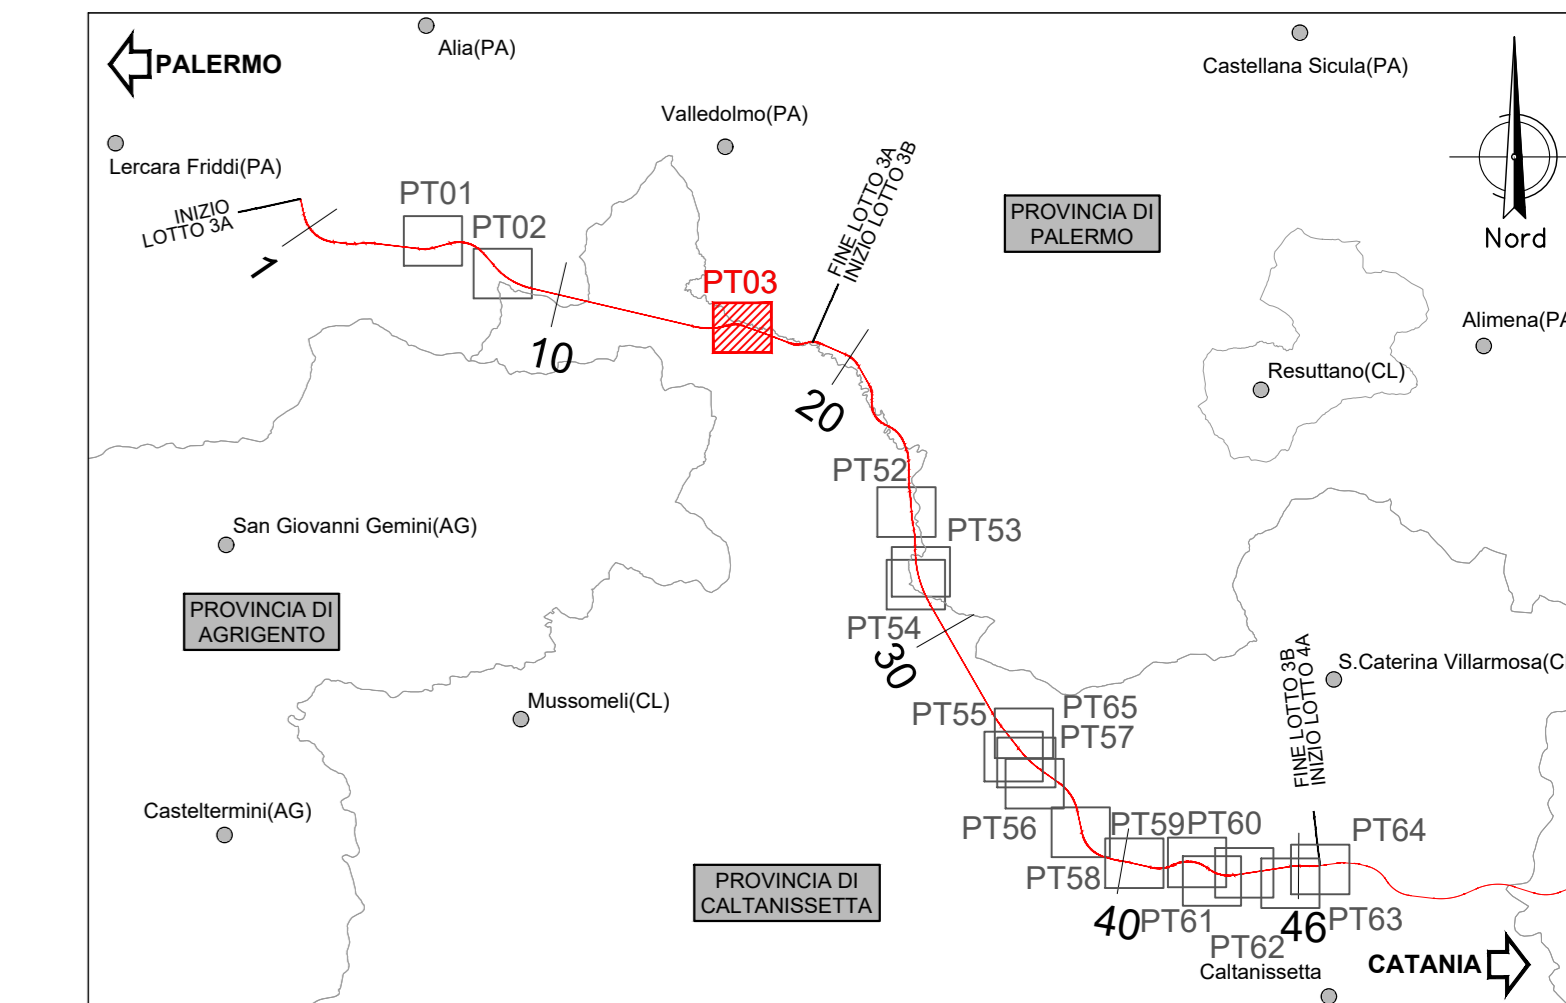 Alia(PA)
PALERMO
Castellana Sicula(PA)
Valledolmo(PA)
Lercara Friddi(PA)
INIZIO
LOTTO 3A
PT01
PT02
1
FINE LOTTO 3A
INIZIO LOTTO 3B
PROVINCIA DI
PALERMO
Nord
PT03
10
Alimena(PA
Resuttano(CL)
20
PT52
San Giovanni Gemini(AG)
PT53
PROVINCIA DI
AGRIGENTO
PT54
30
FINE LOTTO 3B
INIZIO LOTTO 4A
S.Caterina Villarmosa(C
Mussomeli(CL)
PT55
PT65
PT57
Casteltermini(AG)
PT56
PT59
PT60
PT64
PT58
PROVINCIA DI
CALTANISSETTA
40
PT61
PT62
46
PT63
Caltanissetta
CATANIA